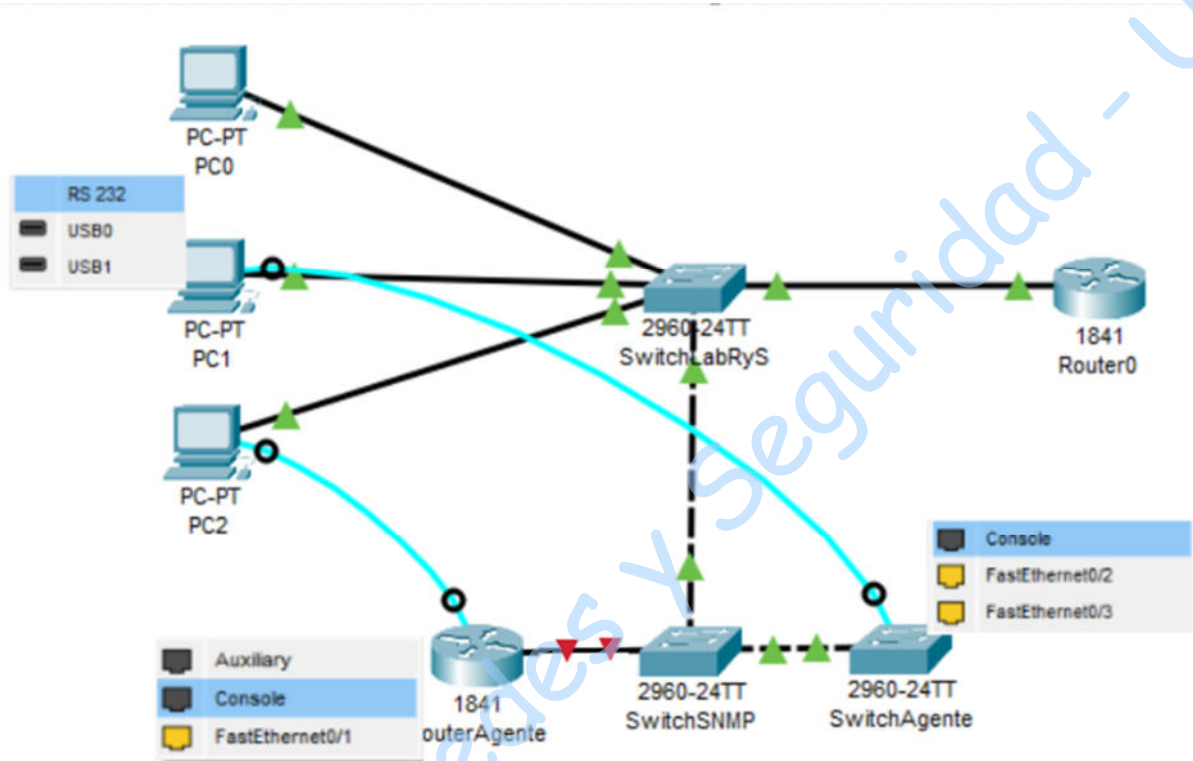 PC-PT
PC0
RS 232
USB0
USB1
PC-PT
PC1
2960-24TT
SwitchLabRyS
1841
Router0
PC-PT
PC2
Console
FastEthernet0/2
FastEthernet0/3
Auxiliary
Console
FastEthernet0/1
1841
outerAgente
2960-24TT
SwitchSNMP
2960-24TT
SwitchAgente
edes Y Seguridad - U